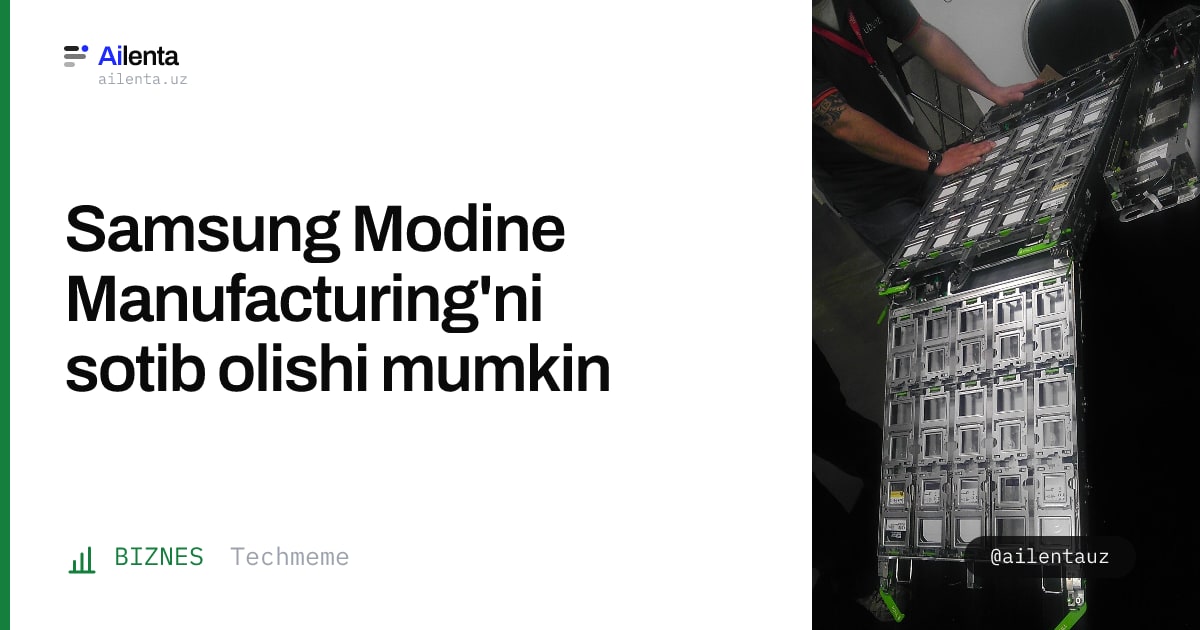 Ailenta
ailenta.uz
Samsung Modine
Manufacturing'ni
sotib olishi mumkin
BIZNES Techmeme
@ailentauz